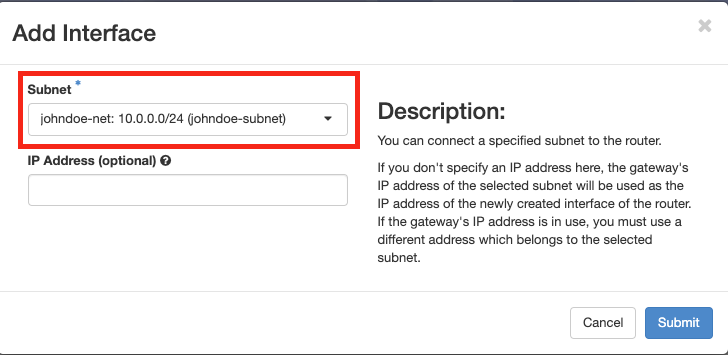 Add Interface
×
Subnet *
johndoe-net: 10.0.0.0/24 (johndoe-subnet)
IP Address (optional) ?
Description:
You can connect a specified subnet to the router.
If you don't specify an IP address here, the gateway's
IP address of the selected subnet will be used as the
IP address of the newly created interface of the router.
If the gateway's IP address is in use, you must use a
different address which belongs to the selected
subnet.
Cancel
Submit